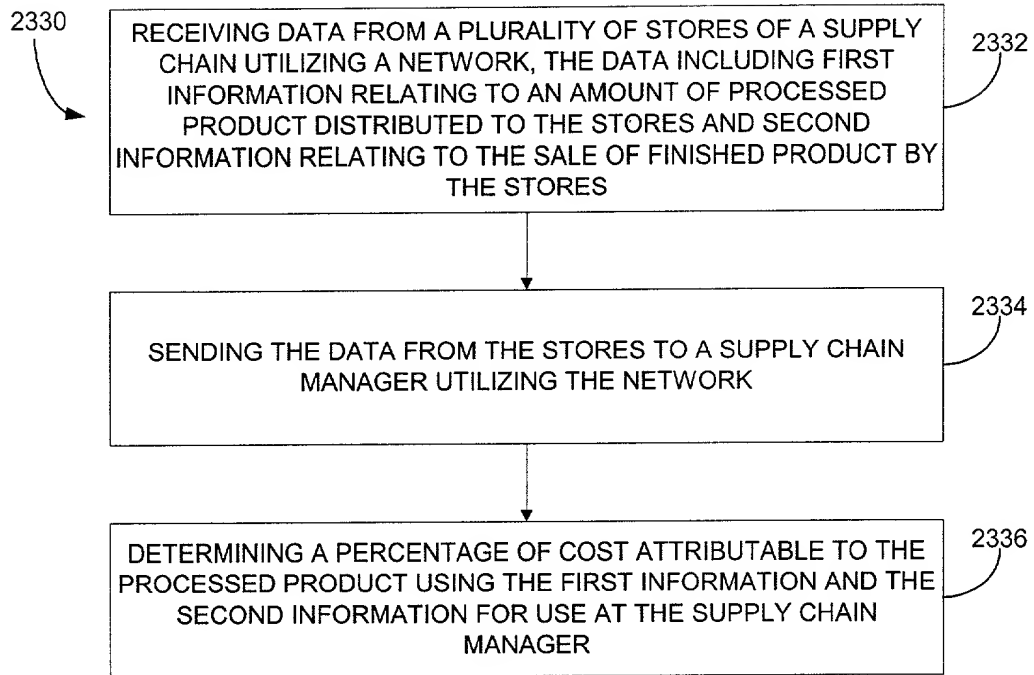 2330
RECEIVING DATA FROM A PLURALITY OF STORES OF A SUPPLY
CHAIN UTILIZING A NETWORK, THE DATA INCLUDING FIRST
INFORMATION RELATING TO AN AMOUNT OF PROCESSED
PRODUCT DISTRIBUTED TO THE STORES AND SECOND
INFORMATION RELATING TO THE SALE OF FINISHED PRODUCT BY
THE STORES
2332
SENDING THE DATA FROM THE STORES TO A SUPPLY CHAIN
MANAGER UTILIZING THE NETWORK
2334
DETERMINING A PERCENTAGE OF COST ATTRIBUTABLE TO THE
PROCESSED PRODUCT USING THE FIRST INFORMATION AND THE
SECOND INFORMATION FOR USE AT THE SUPPLY CHAIN
MANAGER
2336